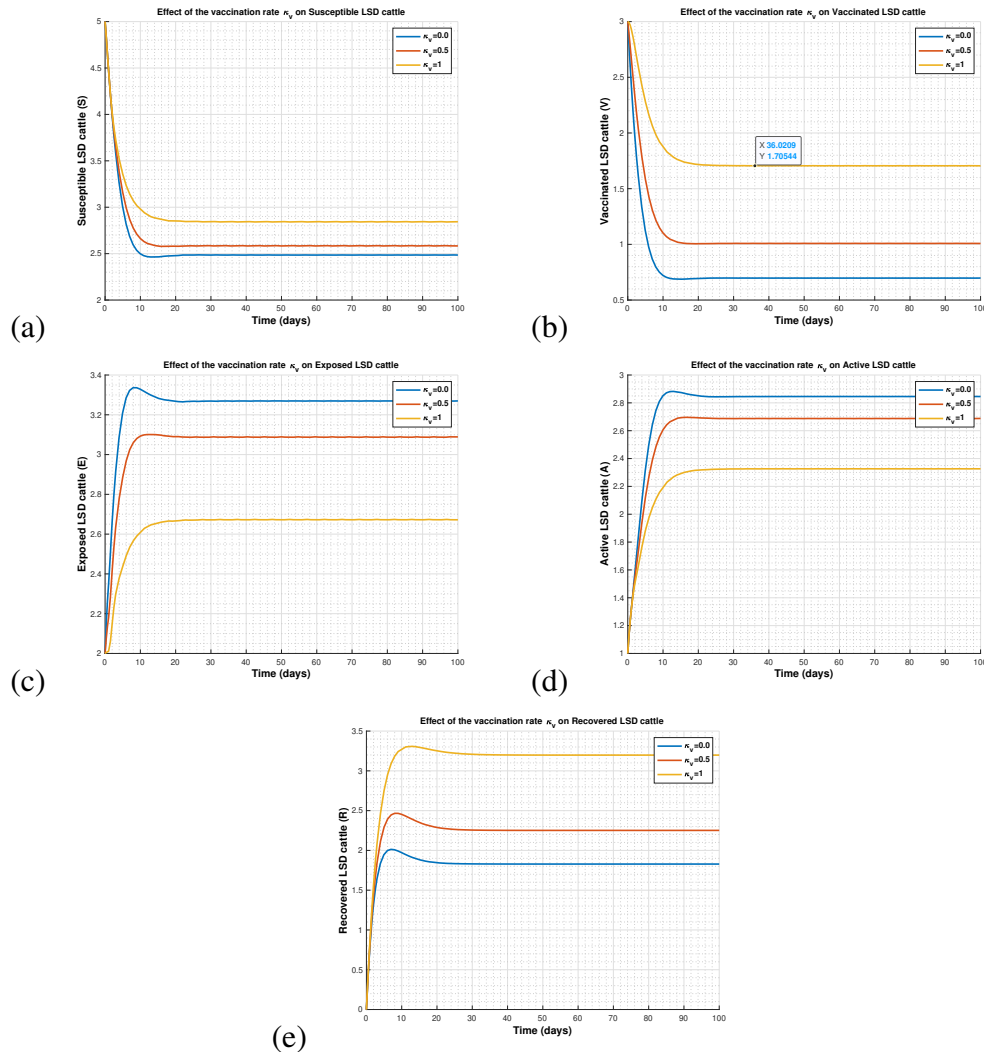 Effect of the vaccination rate κv on Susceptible LSD cattle
Susceptible LSD cattle (S)
5
4.5
4
3.5
3
2.5
2
0 10 20 30 40 50 60 70 80 90 100
Time (days)
κv=0.0
κv=0.5
κv=1
(a)
Effect of the vaccination rate κv on Vaccinated LSD cattle
Vaccinated LSD cattle (V)
3
2.5
2
1.5
1
0.5
0 10 20 30 40 50 60 70 80 90 100
Time (days)
κv=0.0
κv=0.5
κv=1
X 36.0209
Y 1.70544
(b)
Effect of the vaccination rate κv on Exposed LSD cattle
Exposed LSD cattle (E)
3.4
3.2
3
2.8
2.6
2.4
2.2
2
0 10 20 30 40 50 60 70 80 90 100
Time (days)
κv=0.0
κv=0.5
κv=1
(c)
Effect of the vaccination rate κv on Active LSD cattle
Active LSD cattle (A)
3
2.8
2.6
2.4
2.2
2
1.8
1.6
1.4
1.2
1
0 10 20 30 40 50 60 70 80 90 100
Time (days)
κv=0.0
κv=0.5
κv=1
(d)
Effect of the vaccination rate κv on Recovered LSD cattle
Recovered LSD cattle (R)
3.5
3
2.5
2
1.5
1
0.5
0
0 10 20 30 40 50 60 70 80 90 100
Time (days)
κv=0.0
κv=0.5
κv=1
(e)